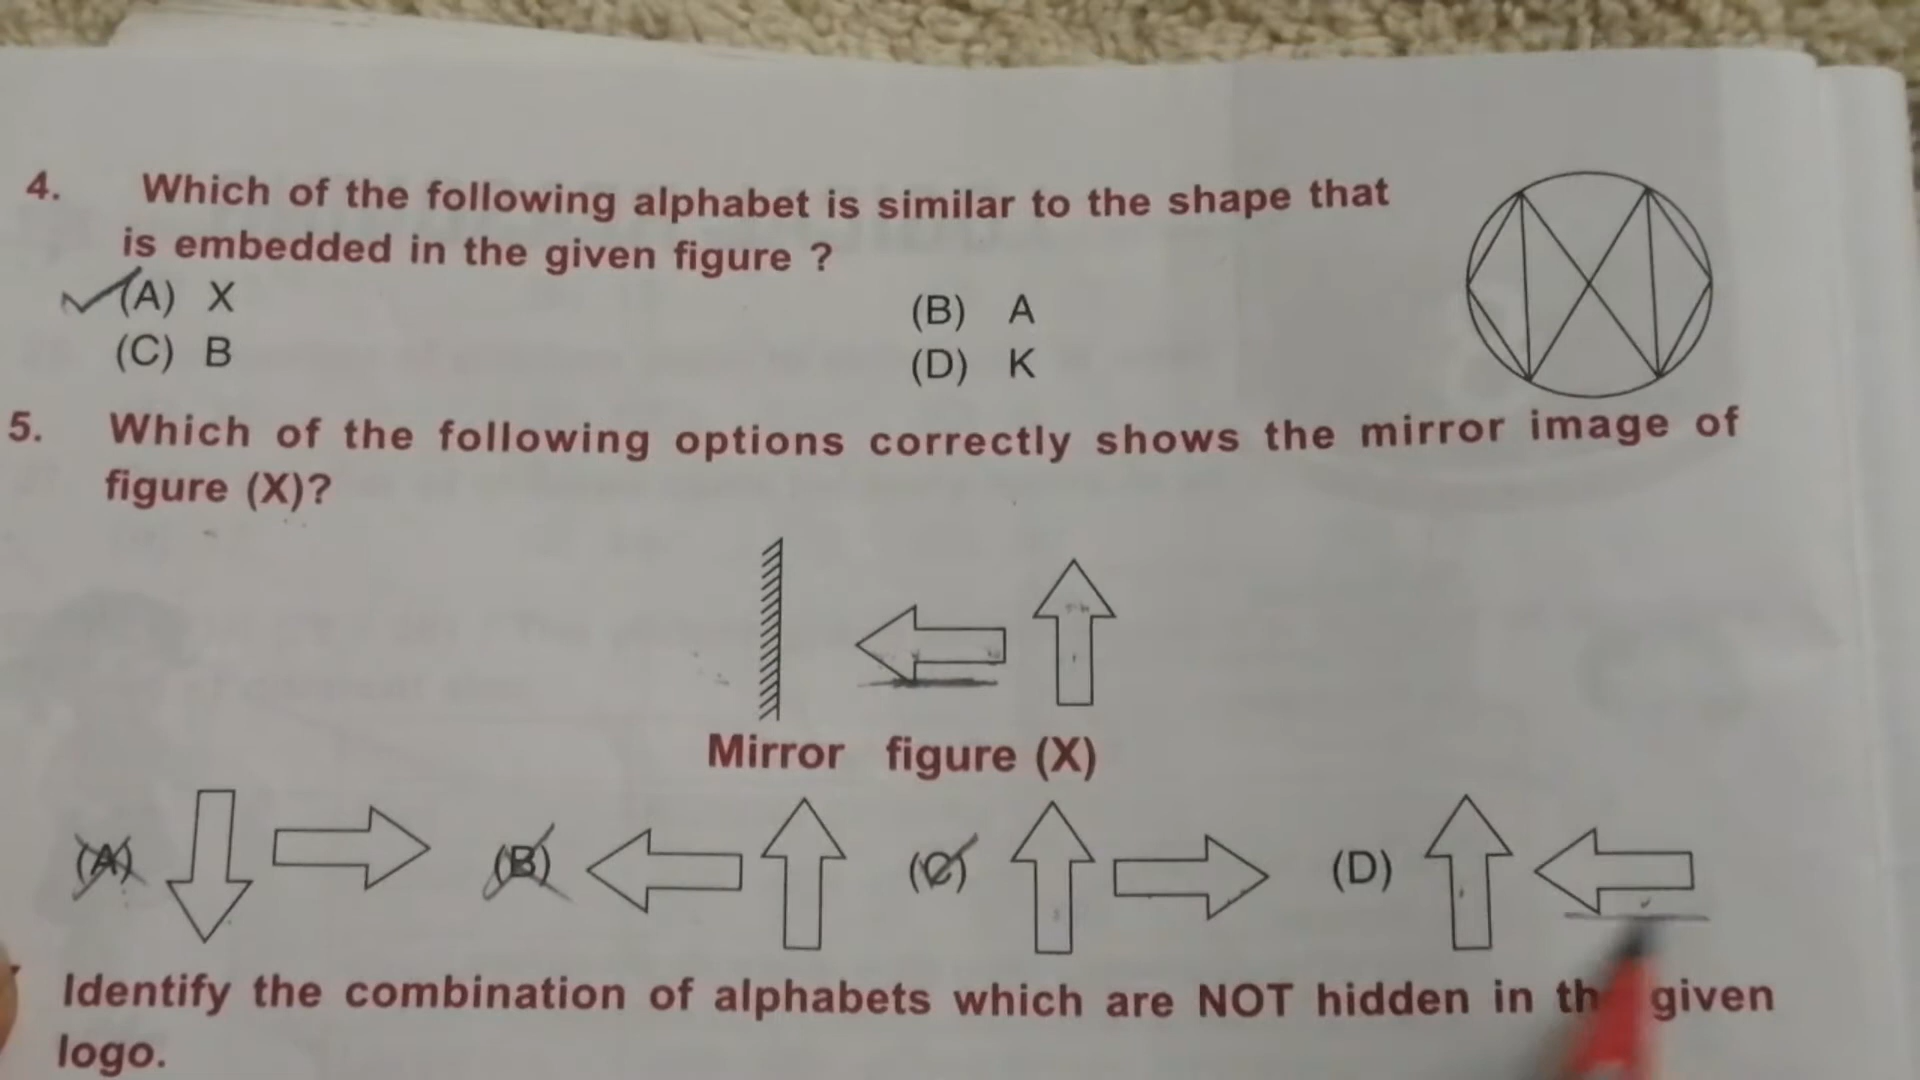 4. Which of the following alphabet is similar to the shape that
is embedded in the given figure ?
(A) X (B) A
(C) B (D) K
5. Which of the following options correctly shows the mirror image of
figure (X)?
Mirror figure (X)
(A) (B) (C) (D)
Identify the combination of alphabets which are NOT hidden in th given
logo.